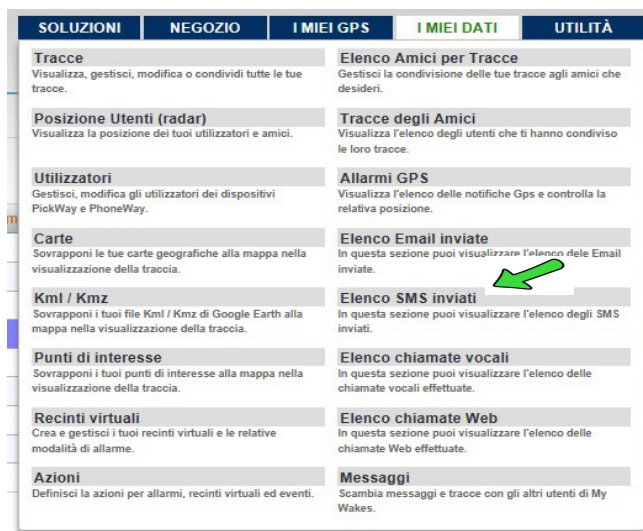 SOLUZIONI NEGOZIO I MIEI GPS I MIEI DATI UTILITÀ
Tracce
Visualizza, gestisci, modifica o condividi tutte le tue
tracce.
Posizione Utenti (radar)
Visualizza la posizione dei tuoi utilizzatori e amici.
Utilizzatori
Gestisci, modifica gli utilizzatori dei dispositivi
PickWay e PhoneWay.
Carte
Sovrapponi le tue carte geografiche alla mappa nella
visualizzazione della traccia.
Kml / Kmz
Sovrapponi i tuoi file Kml / Kmz di Google Earth alla
mappa nella visualizzazione della traccia.
Punti di interesse
Sovrapponi i tuoi punti di interesse alla mappa nella
visualizzazione della traccia.
Recinti virtuali
Crea e gestisci i tuoi recinti virtuali e le relative
modalità di allarme.
Azioni
Definisci la azioni per allarmi, recinti virtuali ed eventi.
Elenco Amici per Tracce
Gestisci la condivisione delle tue tracce agli amici che
desideri.
Tracce degli Amici
Visualizza l'elenco degli utenti che ti hanno condiviso
le loro tracce.
Allarmi GPS
Visualizza l'elenco delle notifiche Gps e controlla la
relativa posizione.
Elenco Email inviate
In questa sezione puoi visualizzare l'elenco dele Email
inviate.
Elenco SMS inviati
In questa sezione puoi visualizzare l'elenco degli SMS
inviati.
Elenco chiamate vocali
In questa sezione puoi visualizzare l'elenco delle
chiamate vocali effettuate.
Elenco chiamate Web
In questa sezione puoi visualizzare l'elenco delle
chiamate Web effettuate.
Messaggi
Scambia messaggi e tracce con gli altri utenti di My
Wakes.